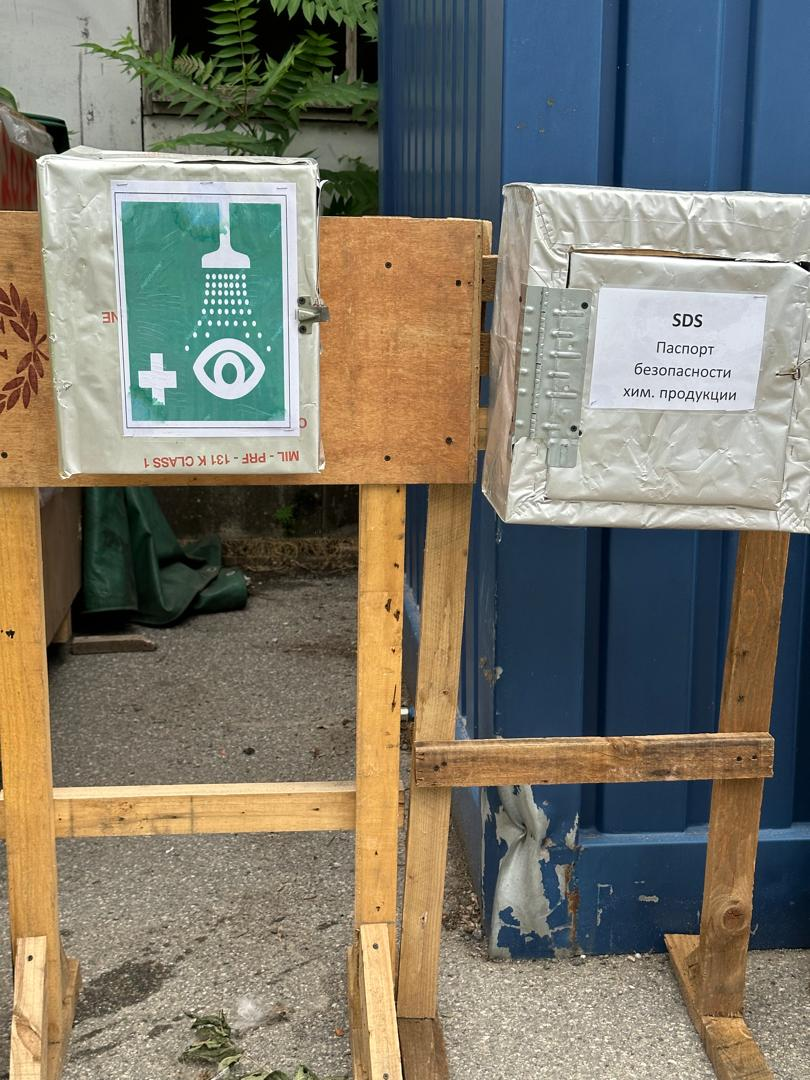 MIL - PRF - 131 K CLASS 1
SDS
Паспорт
безопасности
хим. продукции